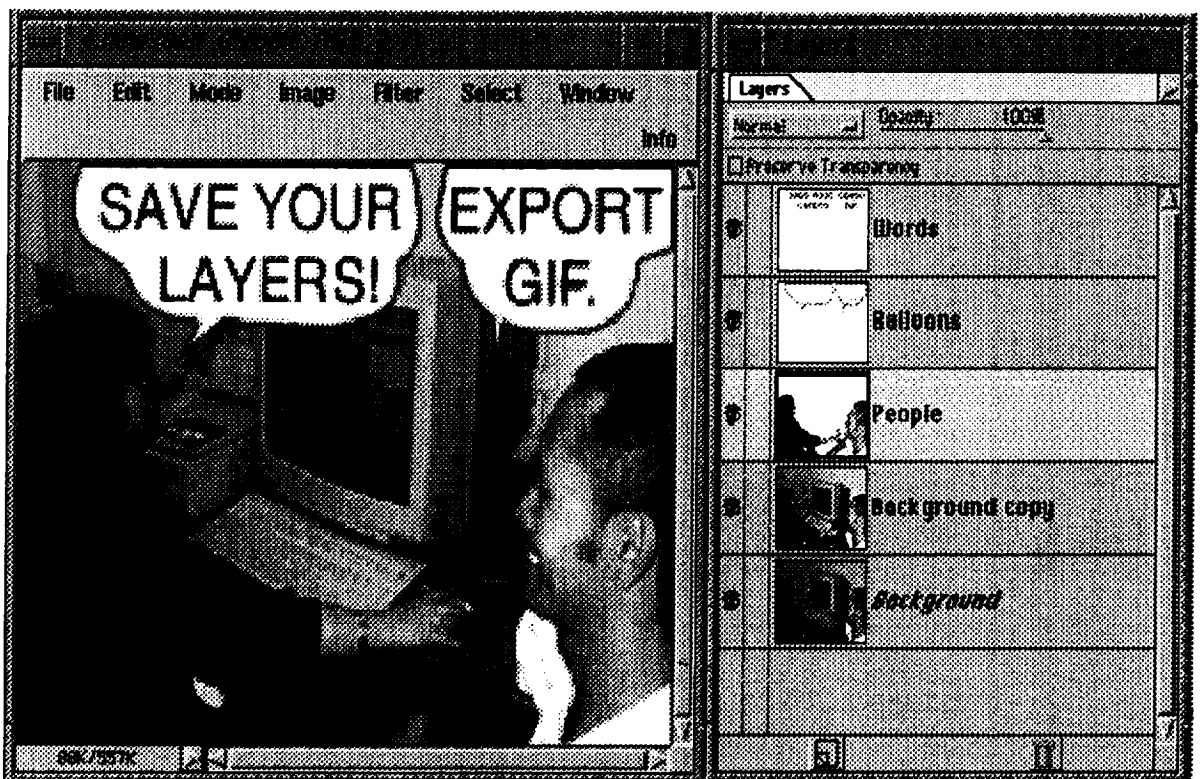 File Edit Mode Image Filter Select Window
Info
SAVE YOUR
LAYERS!
EXPORT
GIF.
Layers
Normal Opacity: 100%
Preserve Transparency
Words
Balloons
People
Background copy
Background